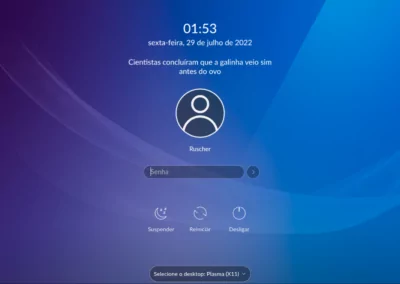 01:53
sexta-feira, 29 de julho de 2022
Cientistas concluíram que a galinha veio sim
antes do ovo
Ruscher
Senha
Suspender
Reiniciar
Desligar
Selecione o desktop: Plasma (X11)